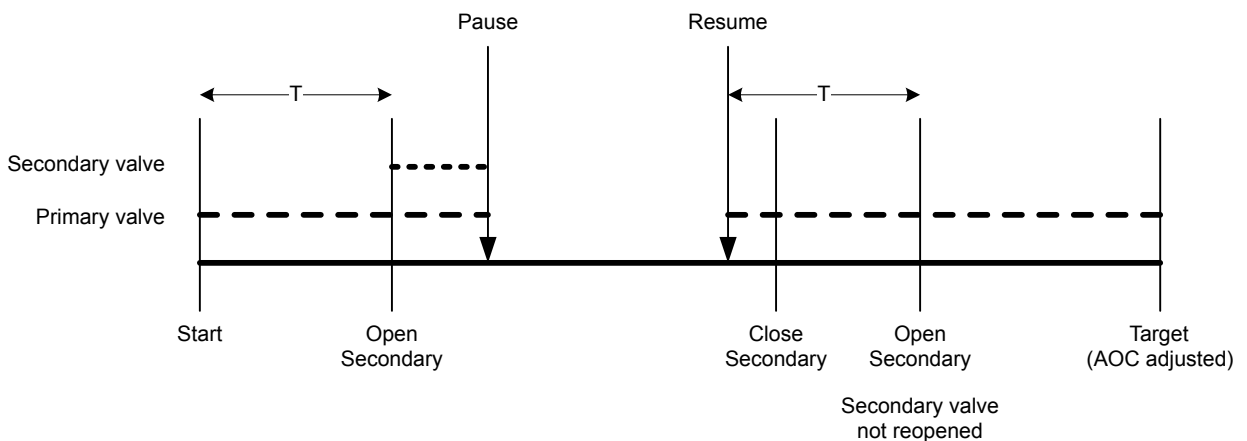 Pause
Resume
T
T
Secondary valve
Primary valve
Start
Open
Secondary
Close
Secondary
Open
Secondary
Target
(AOC adjusted)
Secondary valve
not reopened